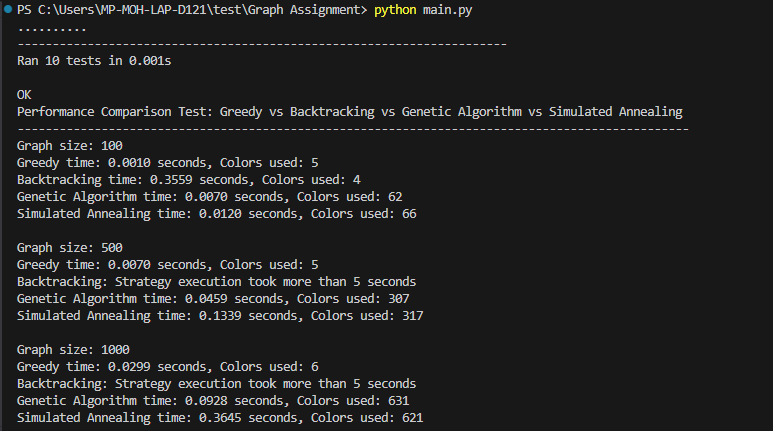 PS C:\Users\MP-MOH-LAP-D121\test\Graph Assignment> python main.py
..........
----------------------------------------------------------------------
Ran 10 tests in 0.001s

OK
Performance Comparison Test: Greedy vs Backtracking vs Genetic Algorithm vs Simulated Annealing
------------------------------------------------------------------------------------------------
Graph size: 100
Greedy time: 0.0010 seconds, Colors used: 5
Backtracking time: 0.3559 seconds, Colors used: 4
Genetic Algorithm time: 0.0070 seconds, Colors used: 62
Simulated Annealing time: 0.0120 seconds, Colors used: 66

Graph size: 500
Greedy time: 0.0070 seconds, Colors used: 5
Backtracking: Strategy execution took more than 5 seconds
Genetic Algorithm time: 0.0459 seconds, Colors used: 307
Simulated Annealing time: 0.1339 seconds, Colors used: 317

Graph size: 1000
Greedy time: 0.0299 seconds, Colors used: 6
Backtracking: Strategy execution took more than 5 seconds
Genetic Algorithm time: 0.0928 seconds, Colors used: 631
Simulated Annealing time: 0.3645 seconds, Colors used: 621